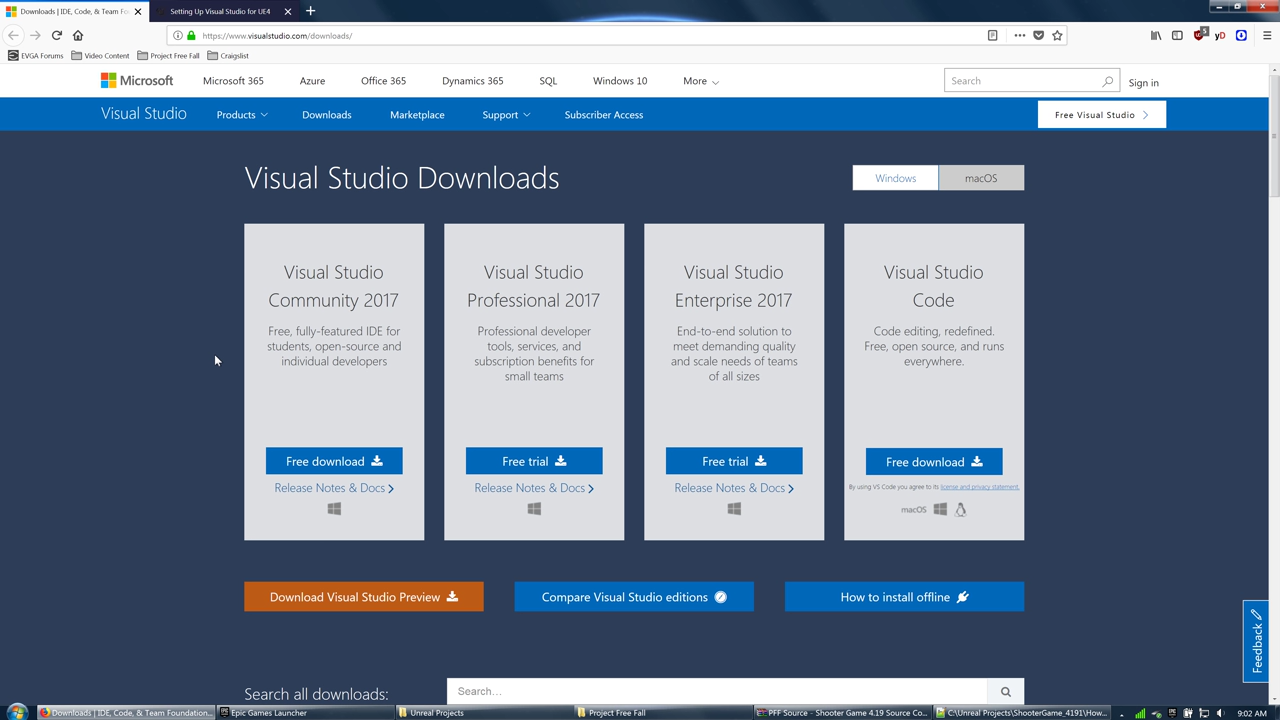 Downloads | IDE, Code, & Team Fo
Setting Up Visual Studio for UE4
https://www.visualstudio.com/downloads/
EVGA Forums
Video Content
Project Free Fall
Craigslist
Microsoft
Microsoft 365
Azure
Office 365
Dynamics 365
SQL
Windows 10
More
Search
Sign in
Visual Studio
Products
Downloads
Marketplace
Support
Subscriber Access
Free Visual Studio
Visual Studio Downloads
Windows
macOS
Visual Studio
Community 2017
Free, fully-featured IDE for
students, open-source and
individual developers
Free download
Release Notes & Docs
Visual Studio
Professional 2017
Professional developer
tools, services, and
subscription benefits for
small teams
Free trial
Release Notes & Docs
Visual Studio
Enterprise 2017
End-to-end solution to
meet demanding quality
and scale needs of teams
of all sizes
Free trial
Release Notes & Docs
Visual Studio
Code
Code editing, redefined.
Free, open source, and runs
everywhere.
Free download
By using VS Code you agree to its license and privacy statement.
macOS
Download Visual Studio Preview
Compare Visual Studio editions
How to install offline
Feedback
Search all downloads:
Search...
Downloads | IDE, Code, & Team Foundation...
Epic Games Launcher
Unreal Projects
Project Free Fall
PFF Source - Shooter Game 4.19 Source Co...
C:\Unreal Projects\ShooterGame_4191\How...
9:02 AM